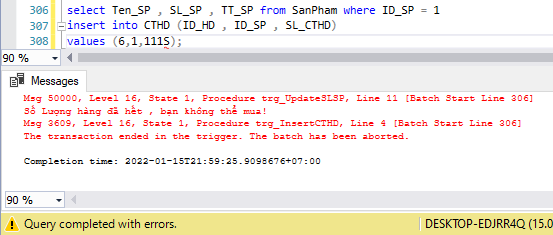 306 select Ten_SP , SL_SP , TT_SP from SanPham where ID_SP = 1
307 insert into CTHD (ID_HD , ID_SP , SL_CTHD)
308 values (6,1,111S);
90 %
Messages
Msg 50000, Level 16, State 1, Procedure trg_UpdateSLSP, Line 11 [Batch Start Line 306]
Số Lượng hàng đã hết , bạn không thể mua!
Msg 3609, Level 16, State 1, Procedure trg_InsertCTHD, Line 4 [Batch Start Line 306]
The transaction ended in the trigger. The batch has been aborted.
Completion time: 2022-01-15T21:59:25.9098676+07:00
90 %
Query completed with errors. DESKTOP-EDJRR4Q (15.0